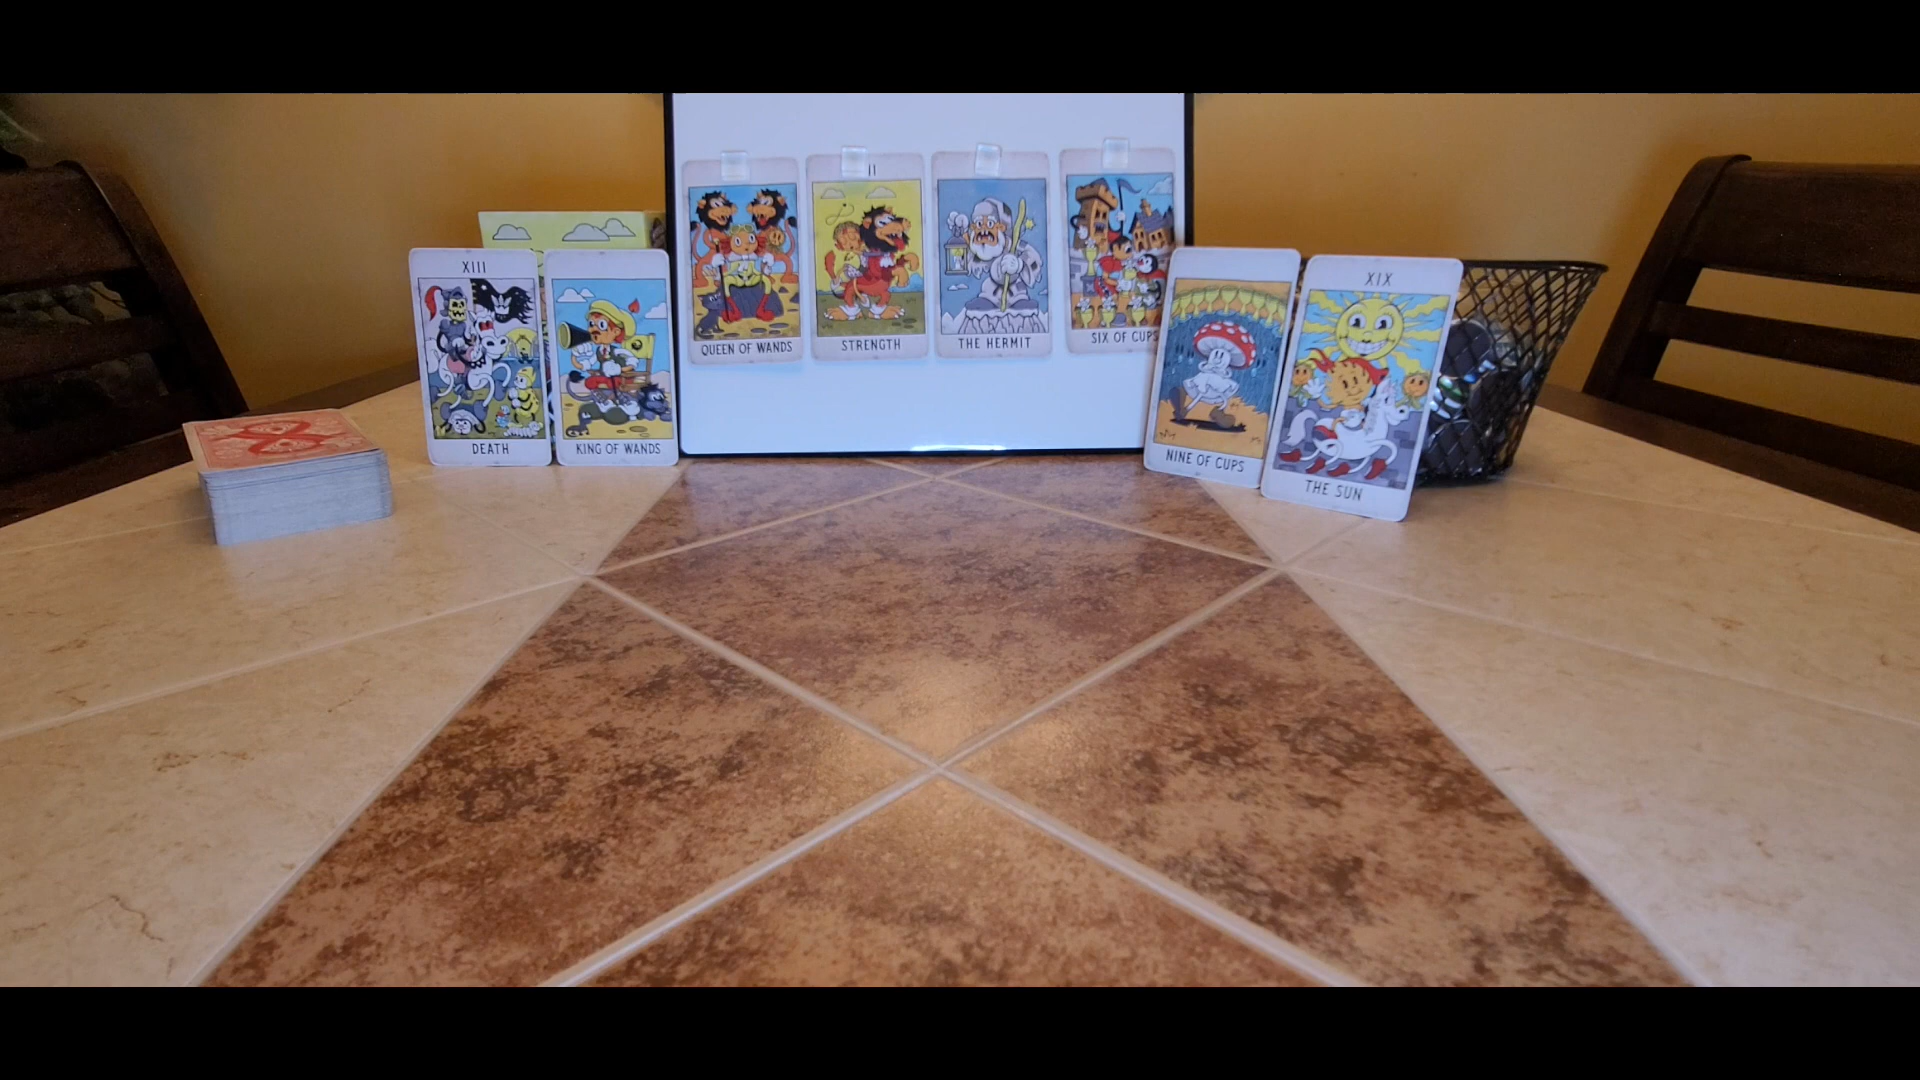 XIII
DEATH
KING OF WANDS
QUEEN OF WANDS
II
STRENGTH
THE HERMIT
SIX OF CUPS
NINE OF CUPS
XIX
THE SUN